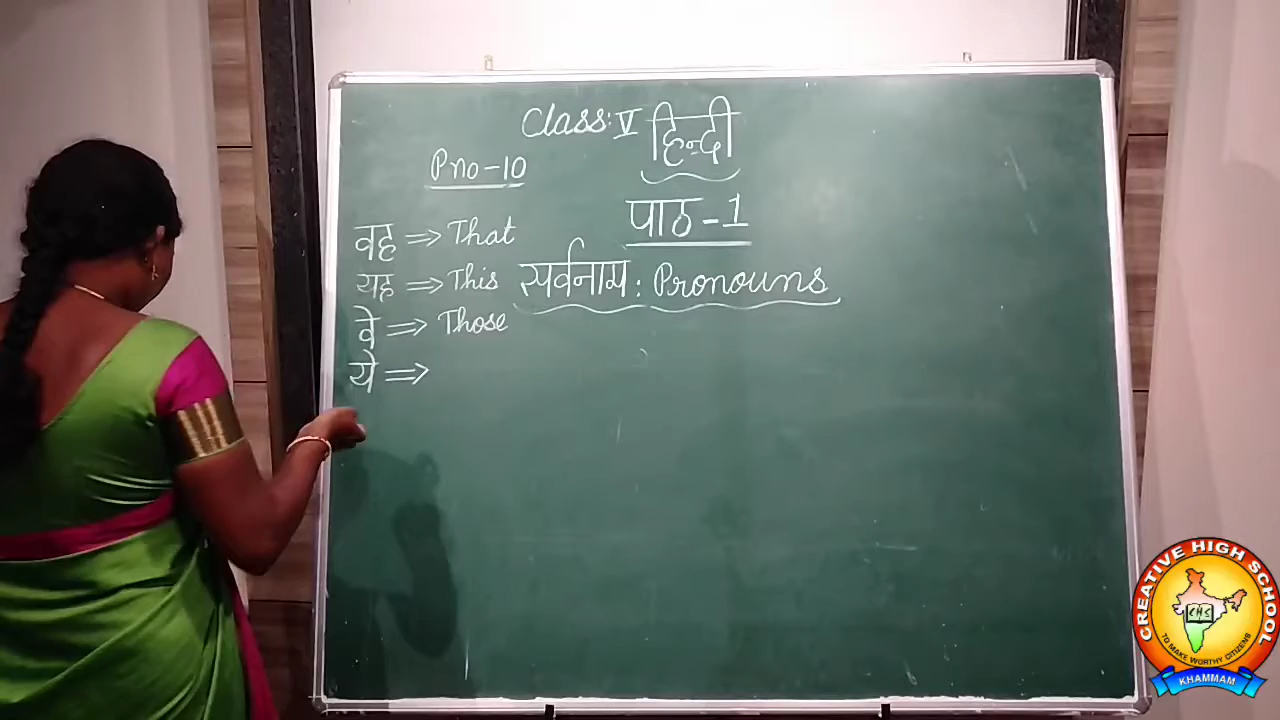 Class: V हिन्दी
Pno-10
पाठ-1
वह => That
यह => This
सर्वनाम : Pronouns
वे => Those
ये =>
CREATIVE HIGH SCHOOL
CHS
TO MAKE WORTHY CITIZENS
KHAMMAM